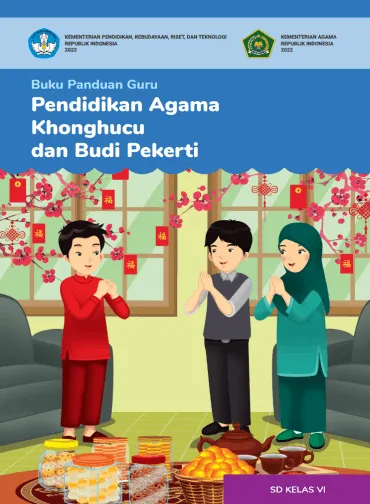 KEMENTERIAN PENDIDIKAN, KEBUDAYAAN, RISET, DAN TEKNOLOGI
REPUBLIK INDONESIA
2022
KEMENTERIAN AGAMA
REPUBLIK INDONESIA
2022
Buku Panduan Guru
Pendidikan Agama
Khonghucu
dan Budi Pekerti
SD KELAS VI